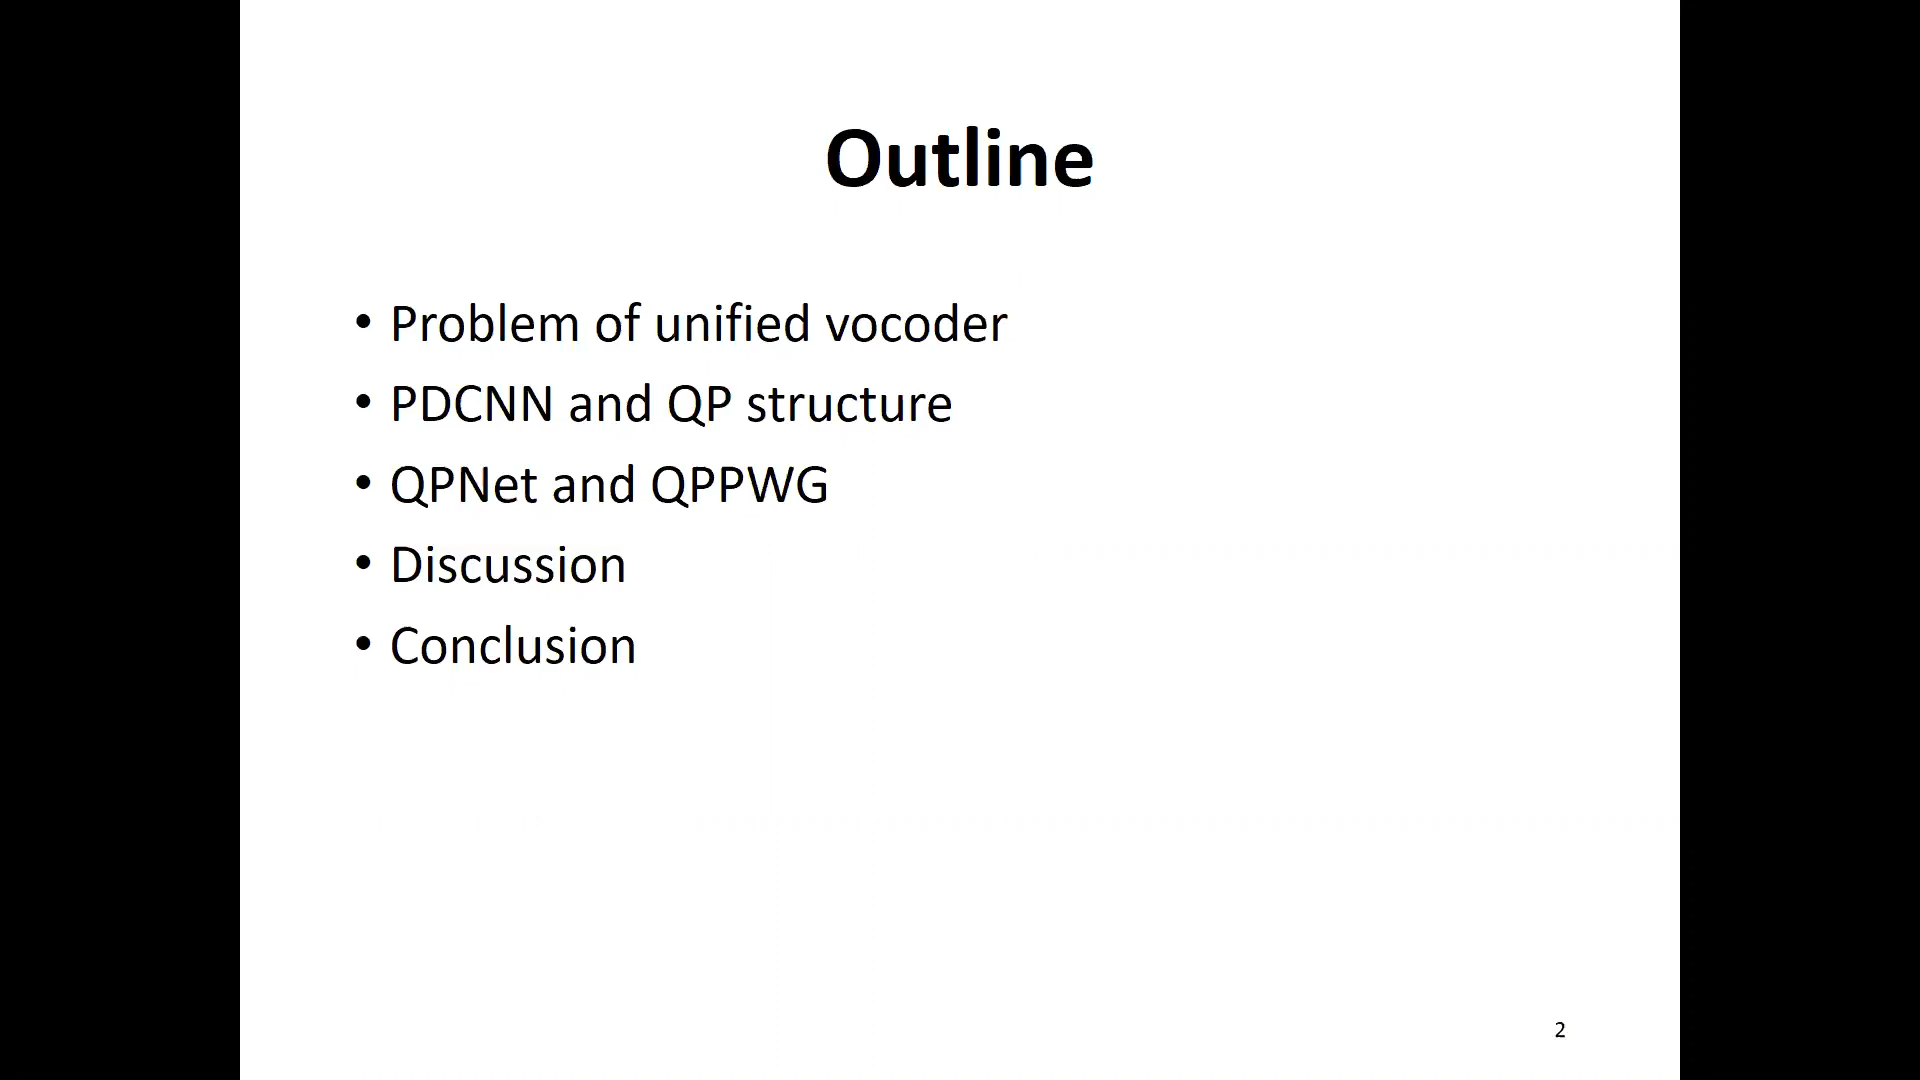 Outline
• Problem of unified vocoder
• PDCNN and QP structure
• QPNet and QPPWG
• Discussion
• Conclusion
2